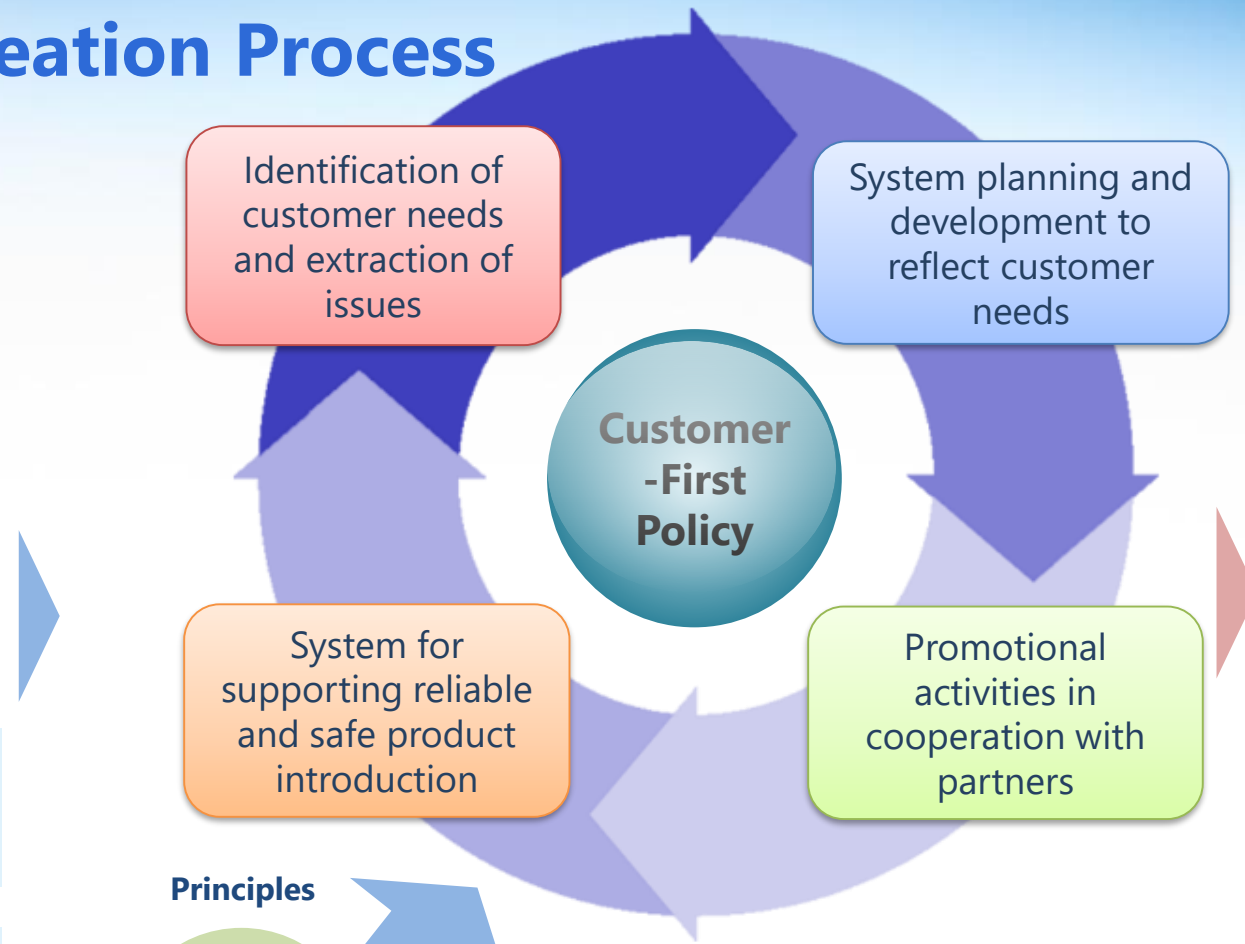 eation Process
Identification of
customer needs
and extraction of
issues
System planning and
development to
reflect customer
needs
Customer
-First
Policy
System for
supporting reliable
and safe product
introduction
Promotional
activities in
cooperation with
partners
Principles